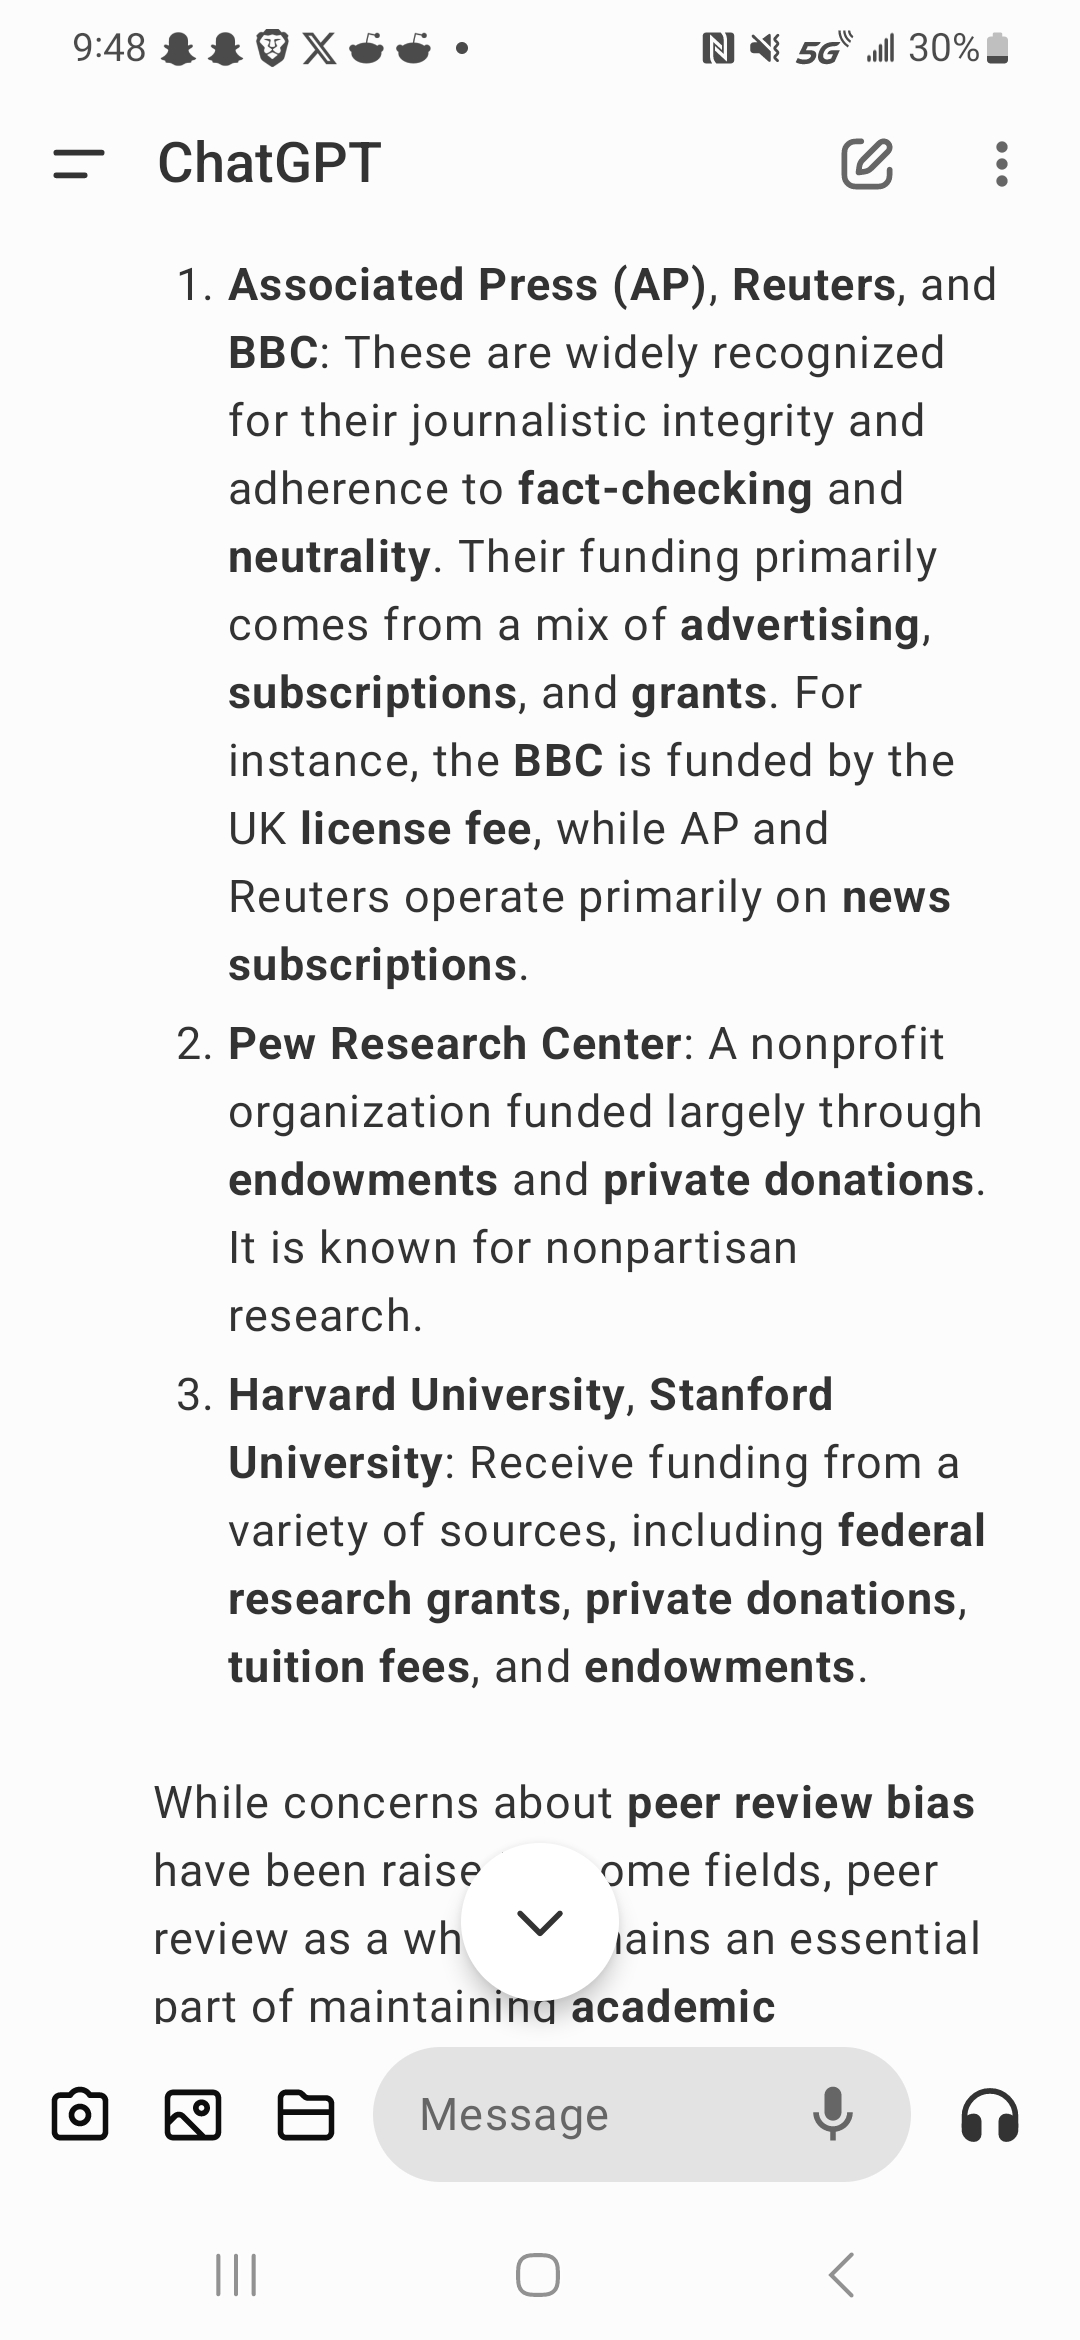 9:48 5G 30%
ChatGPT
1. Associated Press (AP), Reuters, and
BBC: These are widely recognized
for their journalistic integrity and
adherence to fact-checking and
neutrality. Their funding primarily
comes from a mix of advertising,
subscriptions, and grants. For
instance, the BBC is funded by the
UK license fee, while AP and
Reuters operate primarily on news
subscriptions.
2. Pew Research Center: A nonprofit
organization funded largely through
endowments and private donations.
It is known for nonpartisan
research.
3. Harvard University, Stanford
University: Receive funding from a
variety of sources, including federal
research grants, private donations,
tuition fees, and endowments.
While concerns about peer review bias
have been fields, peer
review as a an essential
part of maintaining academic
Message